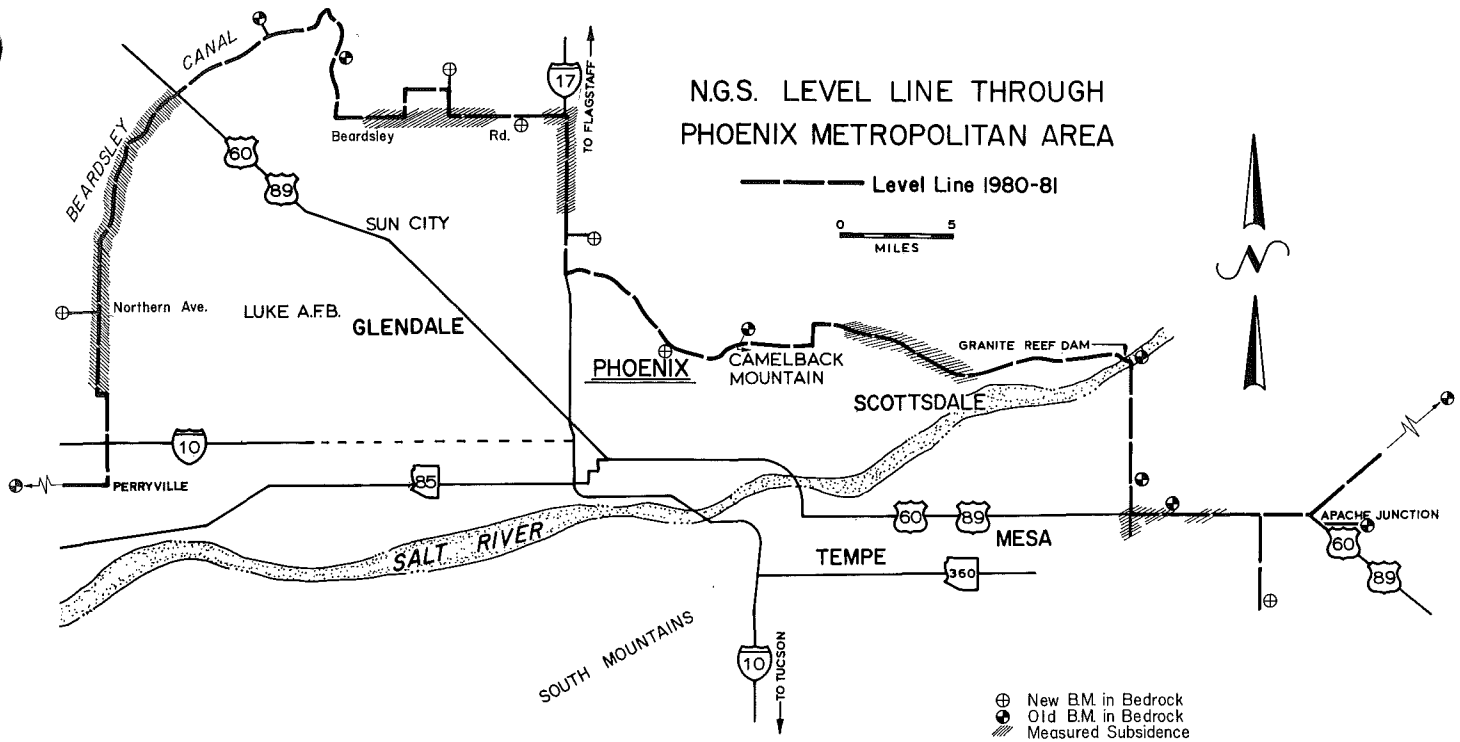 N.G.S. LEVEL LINE THROUGH
PHOENIX METROPOLITAN AREA
Level Line 1980-81
0 5
MILES
CANAL
BEARDSLEY
17
TO FLAGSTAFF
Beardsley Rd.
60
89
SUN CITY
N
Northern Ave.
LUKE A.F.B.
GLENDALE
PHOENIX
CAMELBACK
MOUNTAIN
GRANITE REEF DAM
SCOTTSDALE
10
PERRYVILLE
85
SALT RIVER
60
89
MESA
TEMPE
360
APACHE JUNCTION
60
89
SOUTH MOUNTAINS
10
TO TUCSON
New B.M. in Bedrock
Old B.M. in Bedrock
Measured Subsidence